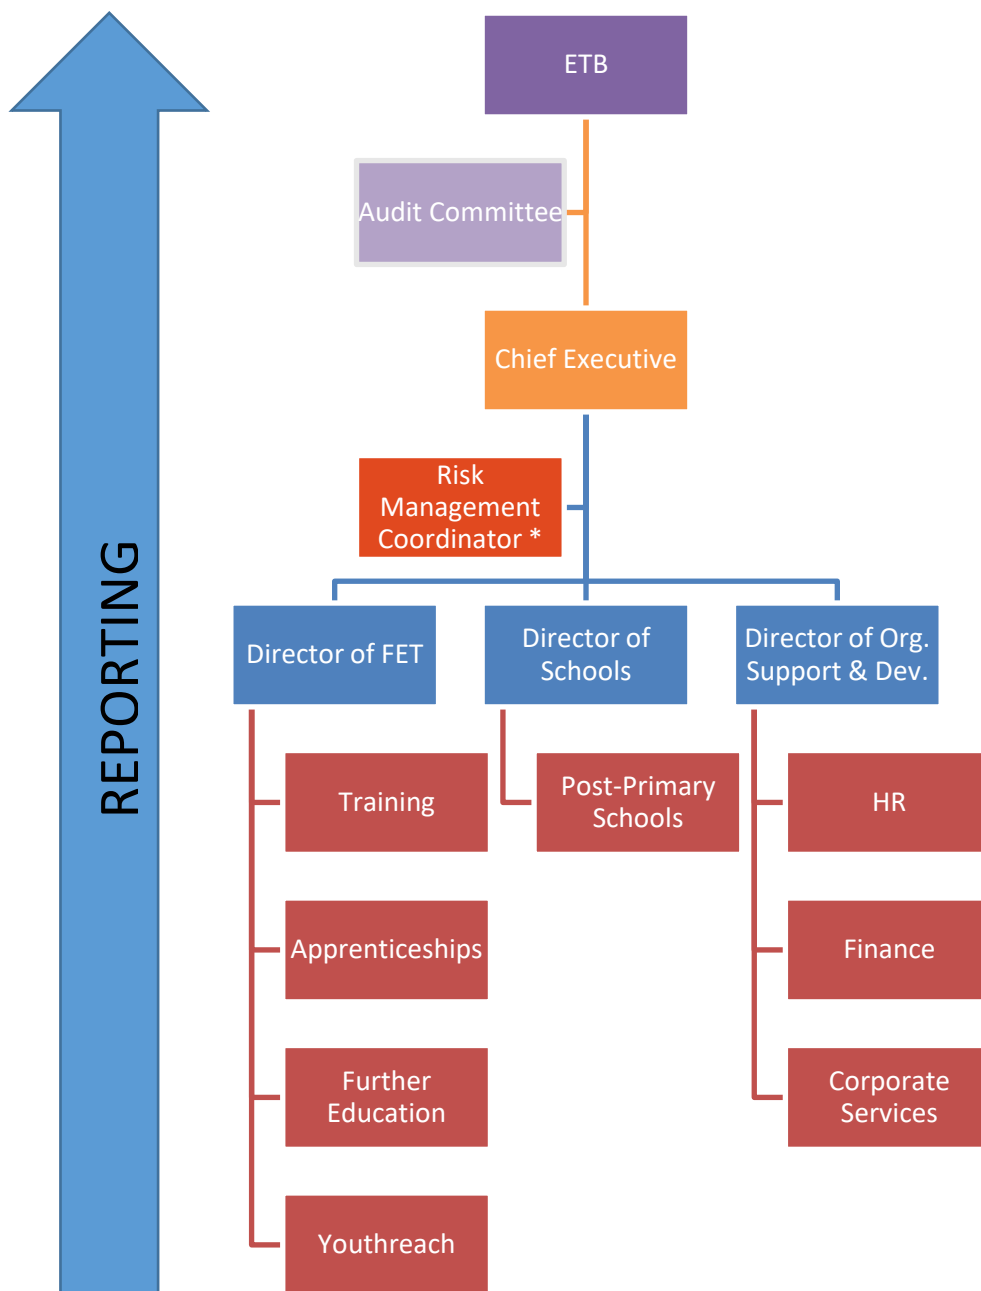 ETB
Audit Committee
Chief Executive
Risk
Management
Coordinator *
REPORTING
Director of FET
Director of
Schools
Director of Org.
Support & Dev.
Training
Post-Primary
Schools
HR
Apprenticeships
Finance
Further
Education
Corporate
Services
Youthreach